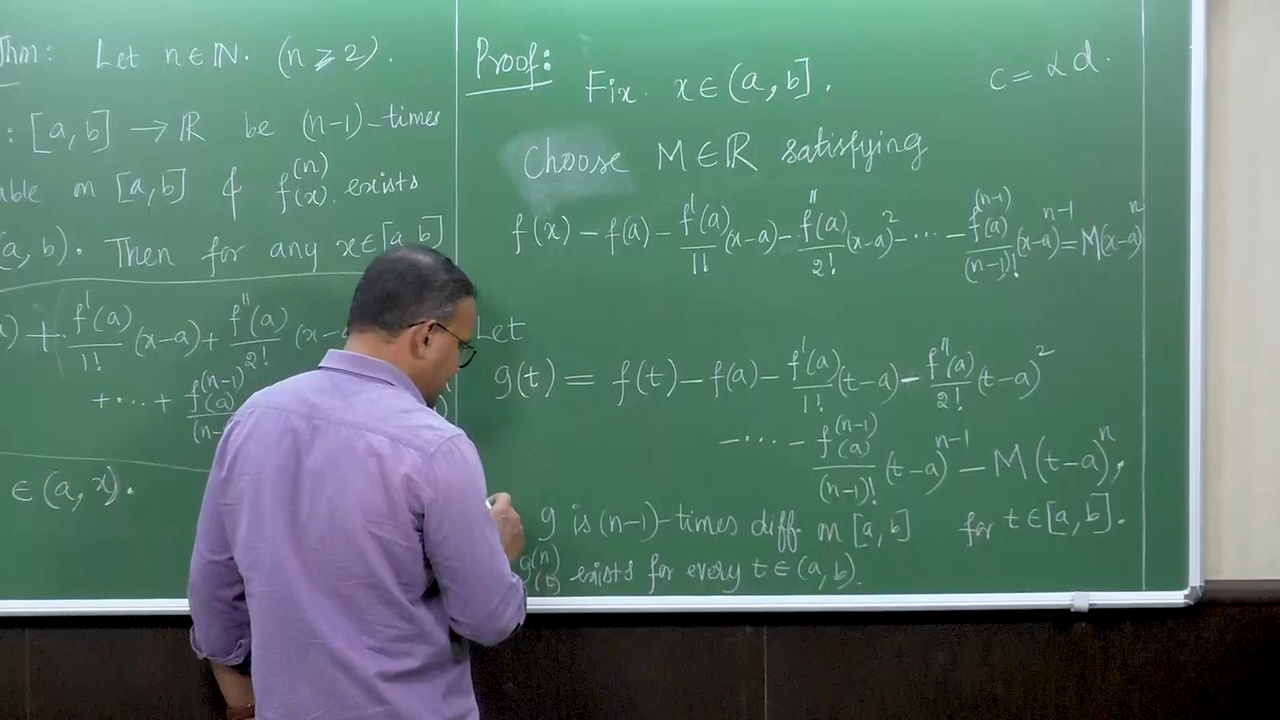 Thm: Let n∈ℕ. (n⩾2).
: [a,b] → ℝ be (n-1)-times
able on [a,b] & f^(n)(x) exists
(a, b). Then for any x∈[a,b]
) + f'(a)/1! (x-a) + f''(a)/2! (x-
+ ⋯ + f^(n-1)(a)/(n-
∈ (a, x).
Proof:
Fix x∈(a,b].
c = αd.
Choose M∈ℝ satisfying
f(x) - f(a) - f'(a)/1! (x-a) - f''(a)/2! (x-a)^2 - ⋯ - f^(n-1)(a)/(n-1)! (x-a)^n-1 = M(x-a)^n
Let
g(t) = f(t) - f(a) - f'(a)/1! (t-a) - f''(a)/2! (t-a)^2
- ⋯ - f^(n-1)(a)/(n-1)! (t-a)^n-1 - M(t-a)^n,
for t∈[a,b].
g is (n-1)-times diff. on [a,b]
g^(n)(t) exists for every t∈(a,b).